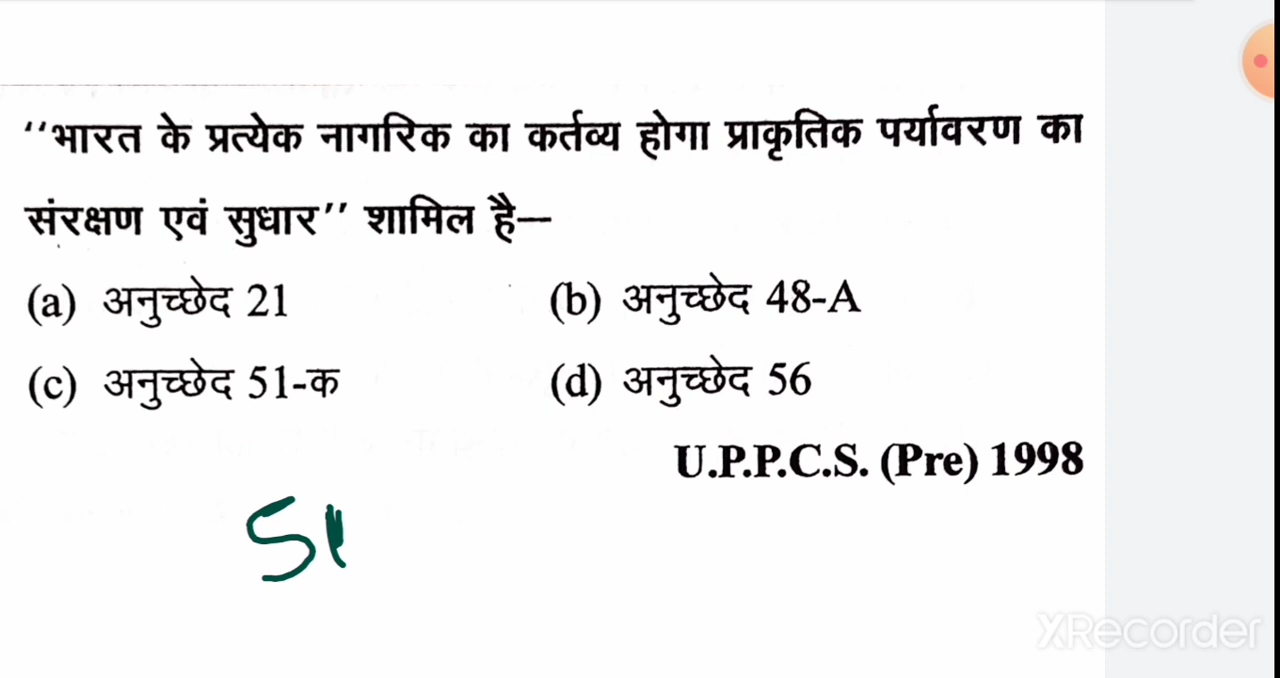 ‘‘भारत के प्रत्येक नागरिक का कर्तव्य होगा प्राकृतिक पर्यावरण का
संरक्षण एवं सुधार’’ शामिल है—
(a) अनुच्छेद 21 (b) अनुच्छेद 48-A
(c) अनुच्छेद 51-क (d) अनुच्छेद 56
U.P.P.C.S. (Pre) 1998
51
XRecorder